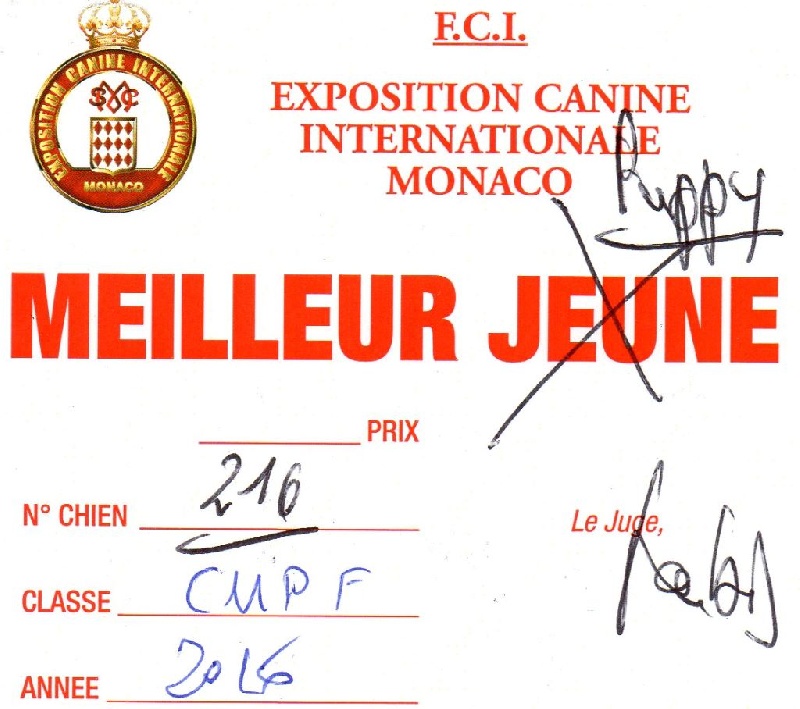 EXPOSITION CANINE INTERNATIONALE
MONACO
F.C.I.
EXPOSITION CANINE
INTERNATIONALE
MONACO
Puppy
MEILLEUR JEUNE
PRIX
N° CHIEN 216
Le Juge,
CLASSE CMPF
ANNEE 2016